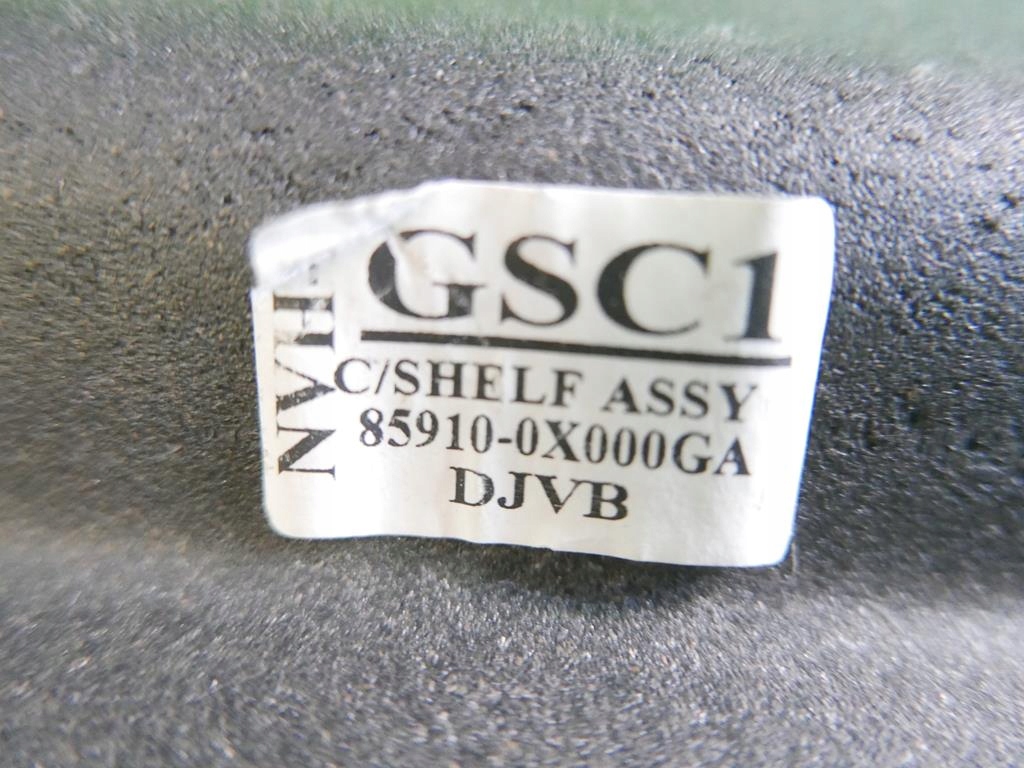 GSC1
NVH
C/SHELF ASSY
85910-0X000GA
DJVB